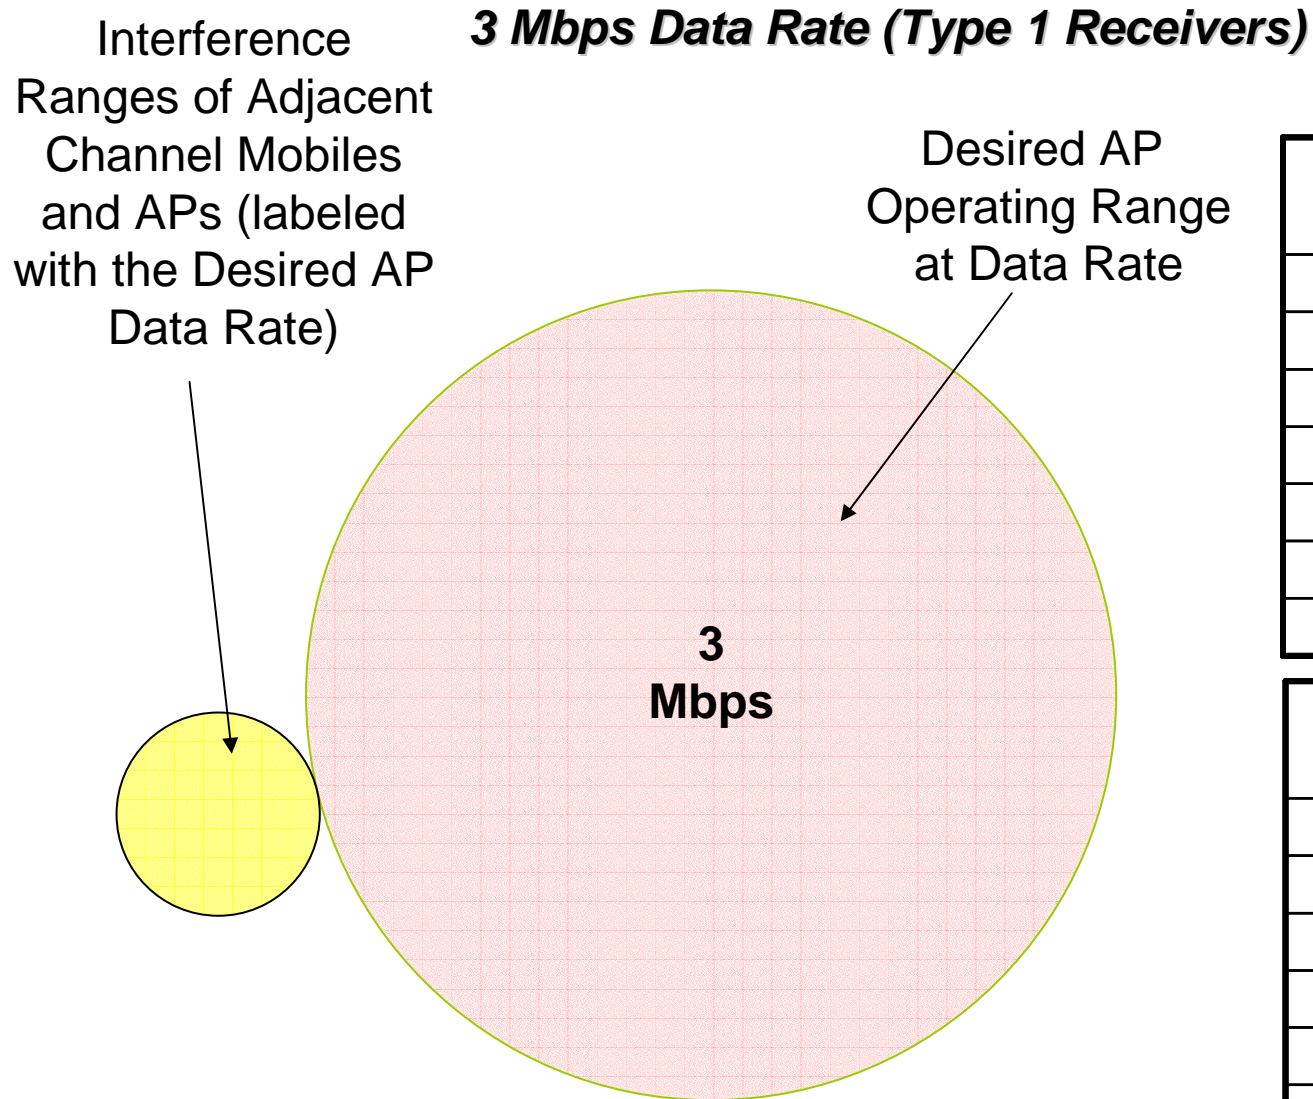 3 Mbps Data Rate (Type 1 Receivers)
Interference
Ranges of Adjacent
Channel Mobiles
and APs (labeled
with the Desired AP
Data Rate)
Desired AP
Operating Range
at Data Rate
3
Mbps